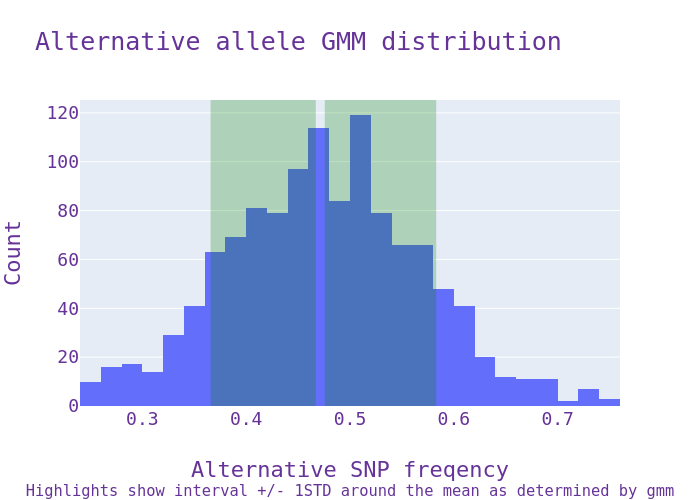 Alternative allele GMM distribution
120
100
80
60
40
20
0
Count
0.3 0.4 0.5 0.6 0.7
Alternative SNP freqency
Highlights show interval +/- 1STD around the mean as determined by gmm